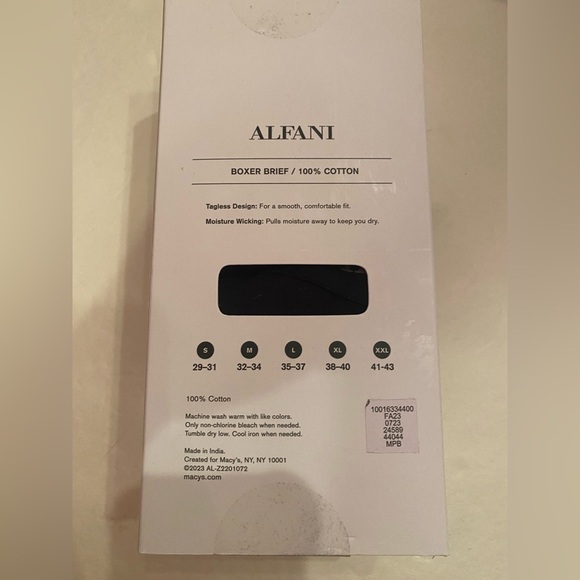 ALFANI
BOXER BRIEF / 100% COTTON
Tagless Design: For a smooth, comfortable fit.
Moisture Wicking: Pulls moisture away to keep you dry.
S M L XL XXL
29–31 32–34 35–37 38–40 41-43
100% Cotton
Machine wash warm with like colors.
Only non-chlorine bleach when needed.
Tumble dry low. Cool iron when needed.
Made in India.
Created for Macy's, NY, NY 10001
©2023 AL-Z2201072
macys.com
10016334400
FA23
0723
24589
44044
MPB